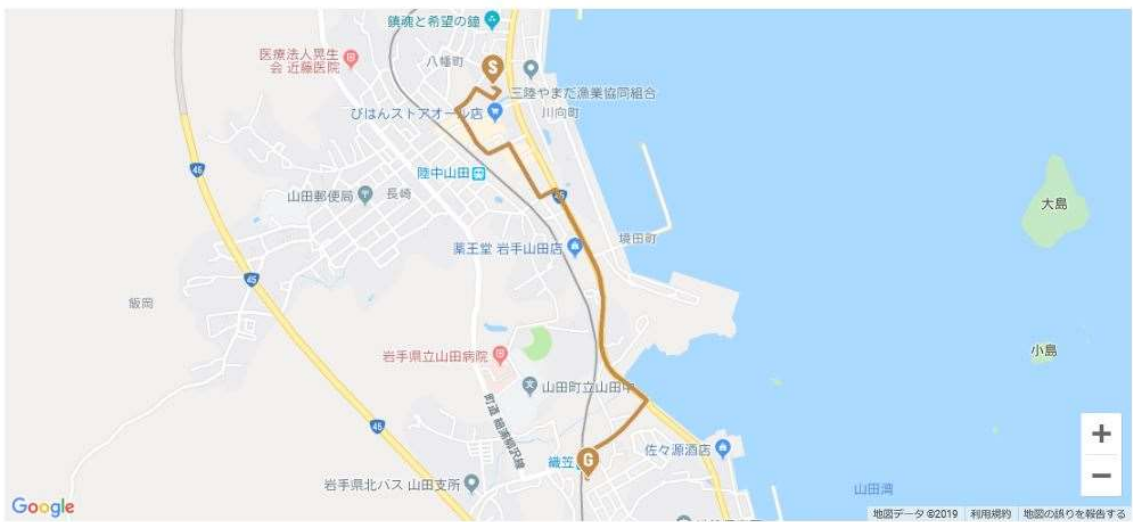 鎮魂と希望の鐘
医療法人晃生
会 近藤医院
八幡町
S
三陸やまだ漁業協同組合
びはんストアオール店
川向町
45
陸中山田
山田郵便局
長崎
45
大島
境田町
薬王堂 岩手山田店
45
飯岡
小島
岩手県立山田病院
山田町立山田中
町道 細浦柳沢線
45
+
佐々源酒店
織笠
G
−
岩手県北バス 山田支所
山田湾
Google
地図データ ©2019
利用規約
地図の誤りを報告する